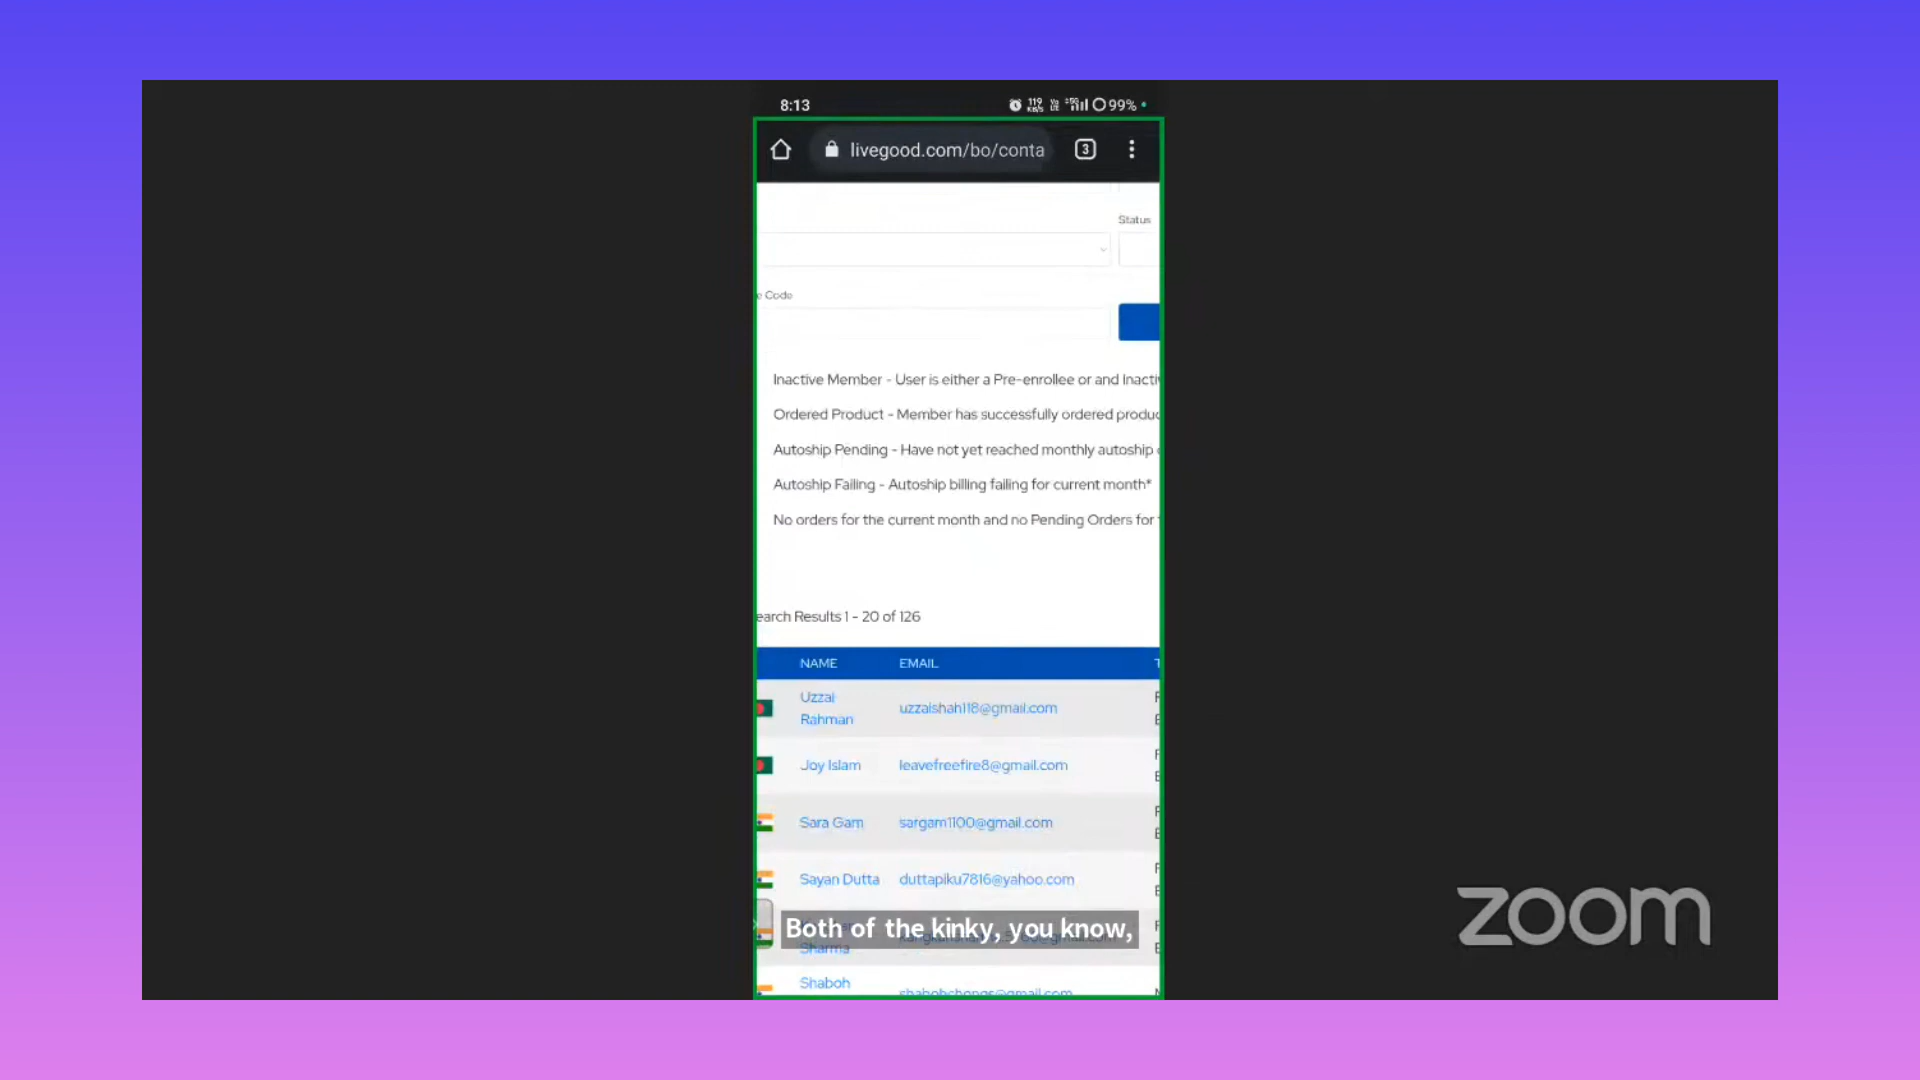 8:13
99%
livegood.com/bo/conta
3
Status
e Code
Inactive Member - User is either a Pre-enrollee or and Inacti
Ordered Product - Member has successfully ordered produc
Autoship Pending - Have not yet reached monthly autoship
Autoship Failing - Autoship billing failing for current month*
No orders for the current month and no Pending Orders for
earch Results 1 - 20 of 126
NAME EMAIL
Uzzal
Rahman
uzzalshah118@gmail.com
Joy Islam leavefreefire8@gmail.com
Sara Gam sargam1100@gmail.com
Sayan Dutta duttapiku7816@yahoo.com
Both of the kinky, you know,
Sharma
Shaboh
shabohchongs@gmail.com
zoom